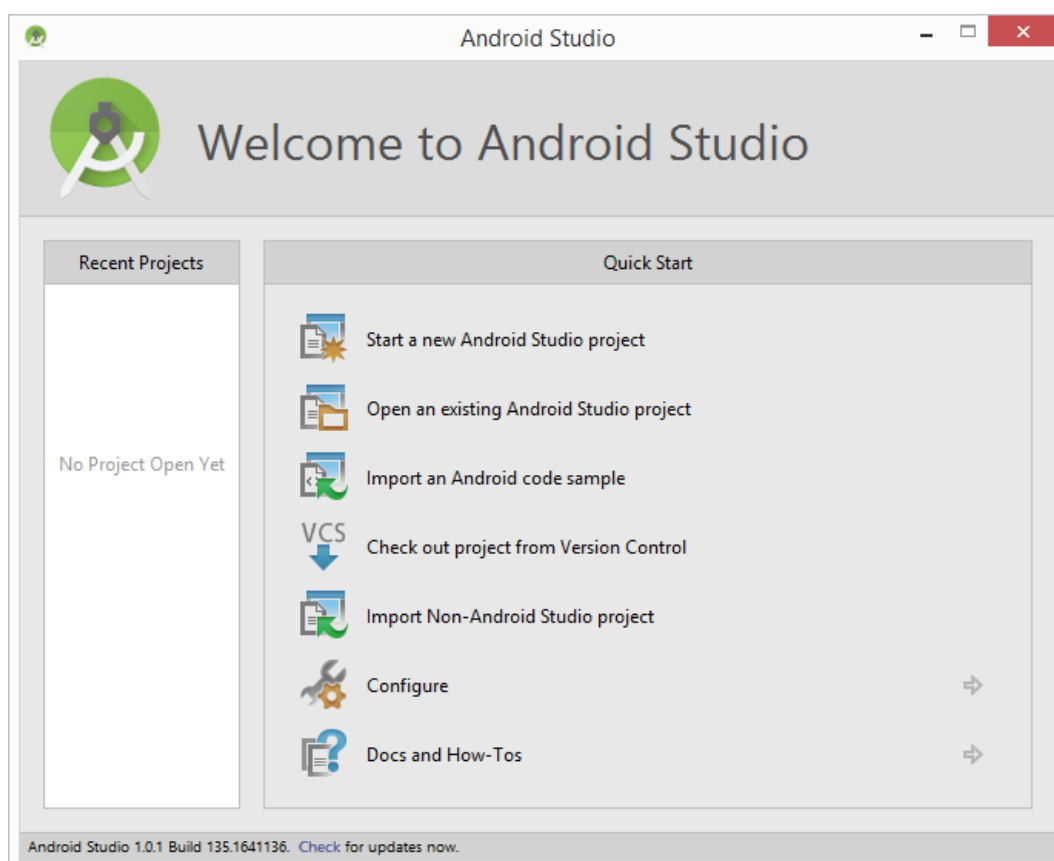 Android Studio
Welcome to Android Studio
Recent Projects
No Project Open Yet
Quick Start
Start a new Android Studio project
Open an existing Android Studio project
Import an Android code sample
VCS
Check out project from Version Control
Import Non-Android Studio project
Configure
Docs and How-Tos
Android Studio 1.0.1 Build 135.1641136. Check for updates now.